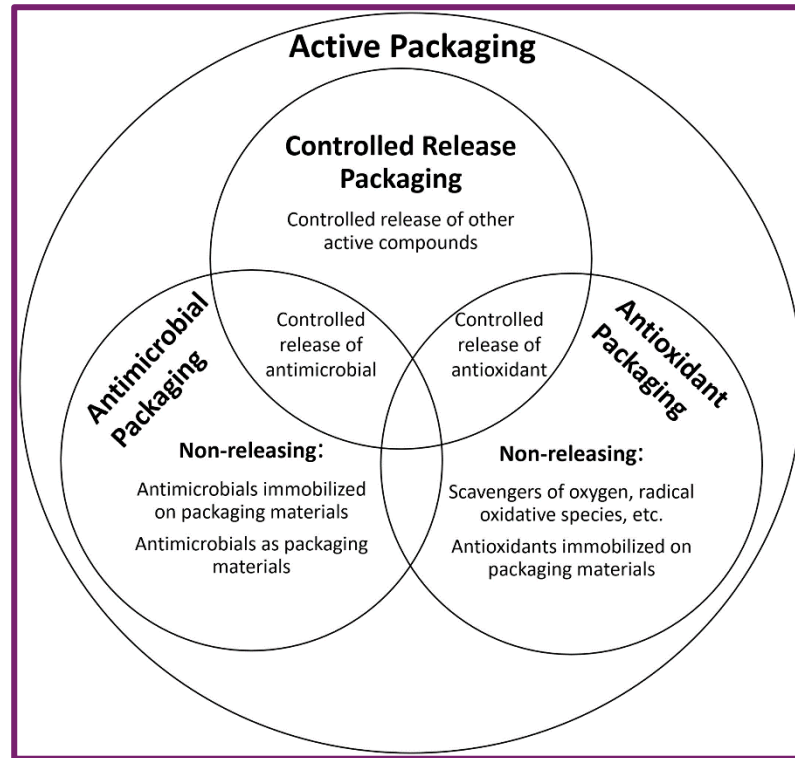 Active Packaging
Controlled Release
Packaging
Controlled release of other
active compounds
Antimicrobial
Packaging
Controlled
release of
antimicrobial
Controlled
release of
antioxidant
Antioxidant
Packaging
Non-releasing:
Antimicrobials immobilized
on packaging materials
Antimicrobials as packaging
materials
Non-releasing:
Scavengers of oxygen, radical
oxidative species, etc.
Antioxidants immobilized on
packaging materials